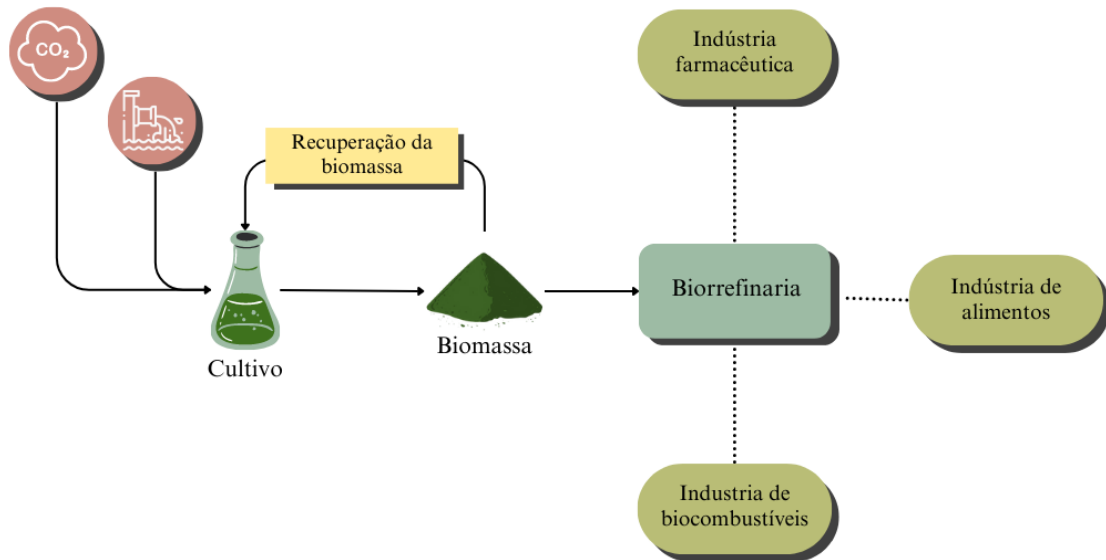 CO₂
Indústria
farmacêutica
Recuperação da
biomassa
Cultivo
Biomassa
Biorrefinaria
Indústria de
alimentos
Industria de
biocombustíveis